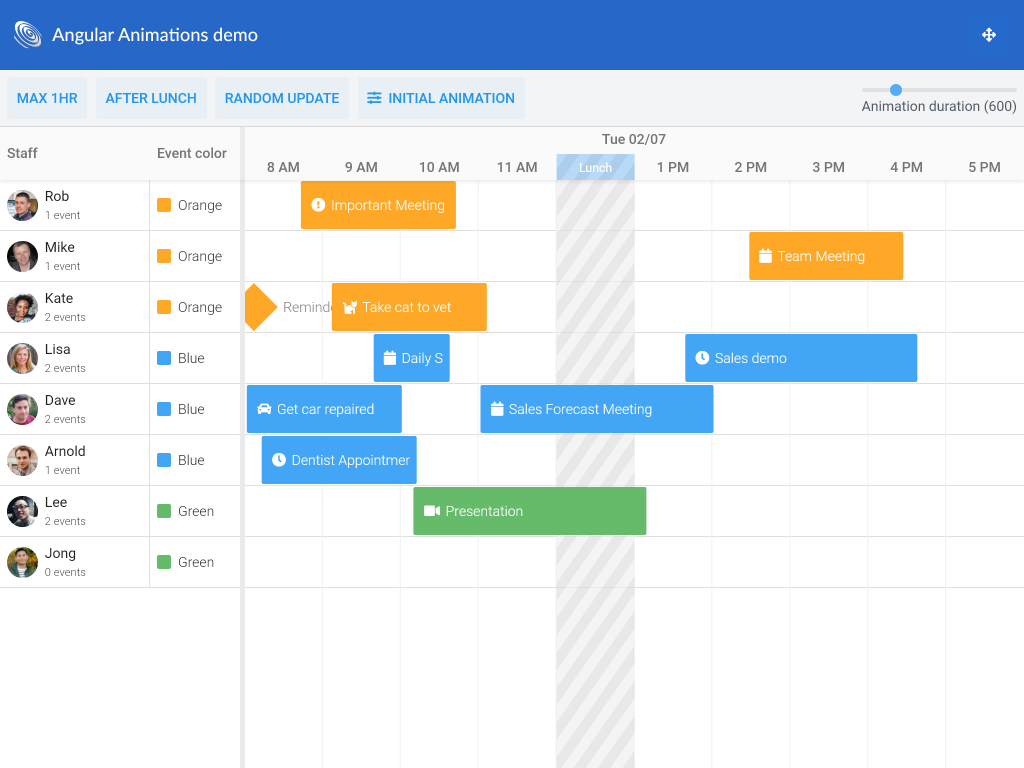 Angular Animations demo
MAX 1HR
AFTER LUNCH
RANDOM UPDATE
INITIAL ANIMATION
Animation duration (600)
Staff
Event color
Tue 02/07
8 AM
9 AM
10 AM
11 AM
Lunch
1 PM
2 PM
3 PM
4 PM
5 PM
Rob
1 event
Orange
Important Meeting
Mike
1 event
Orange
Team Meeting
Kate
2 events
Orange
Reminde
Take cat to vet
Lisa
2 events
Blue
Daily S
Sales demo
Dave
2 events
Blue
Get car repaired
Sales Forecast Meeting
Arnold
1 event
Blue
Dentist Appointmer
Lee
2 events
Green
Presentation
Jong
0 events
Green